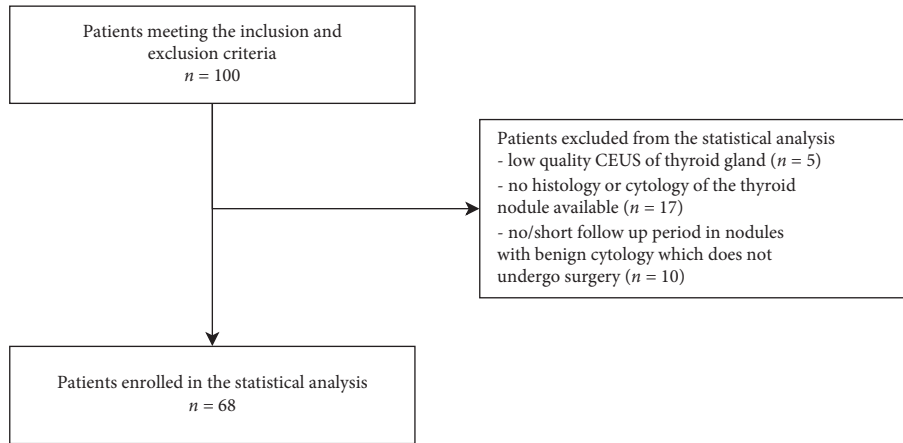 Patients meeting the inclusion and
exclusion criteria
n = 100
Patients excluded from the statistical analysis
- low quality CEUS of thyroid gland (n = 5)
- no histology or cytology of the thyroid
nodule available (n = 17)
- no/short follow up period in nodules
with benign cytology which does not
undergo surgery (n = 10)
Patients enrolled in the statistical analysis
n = 68